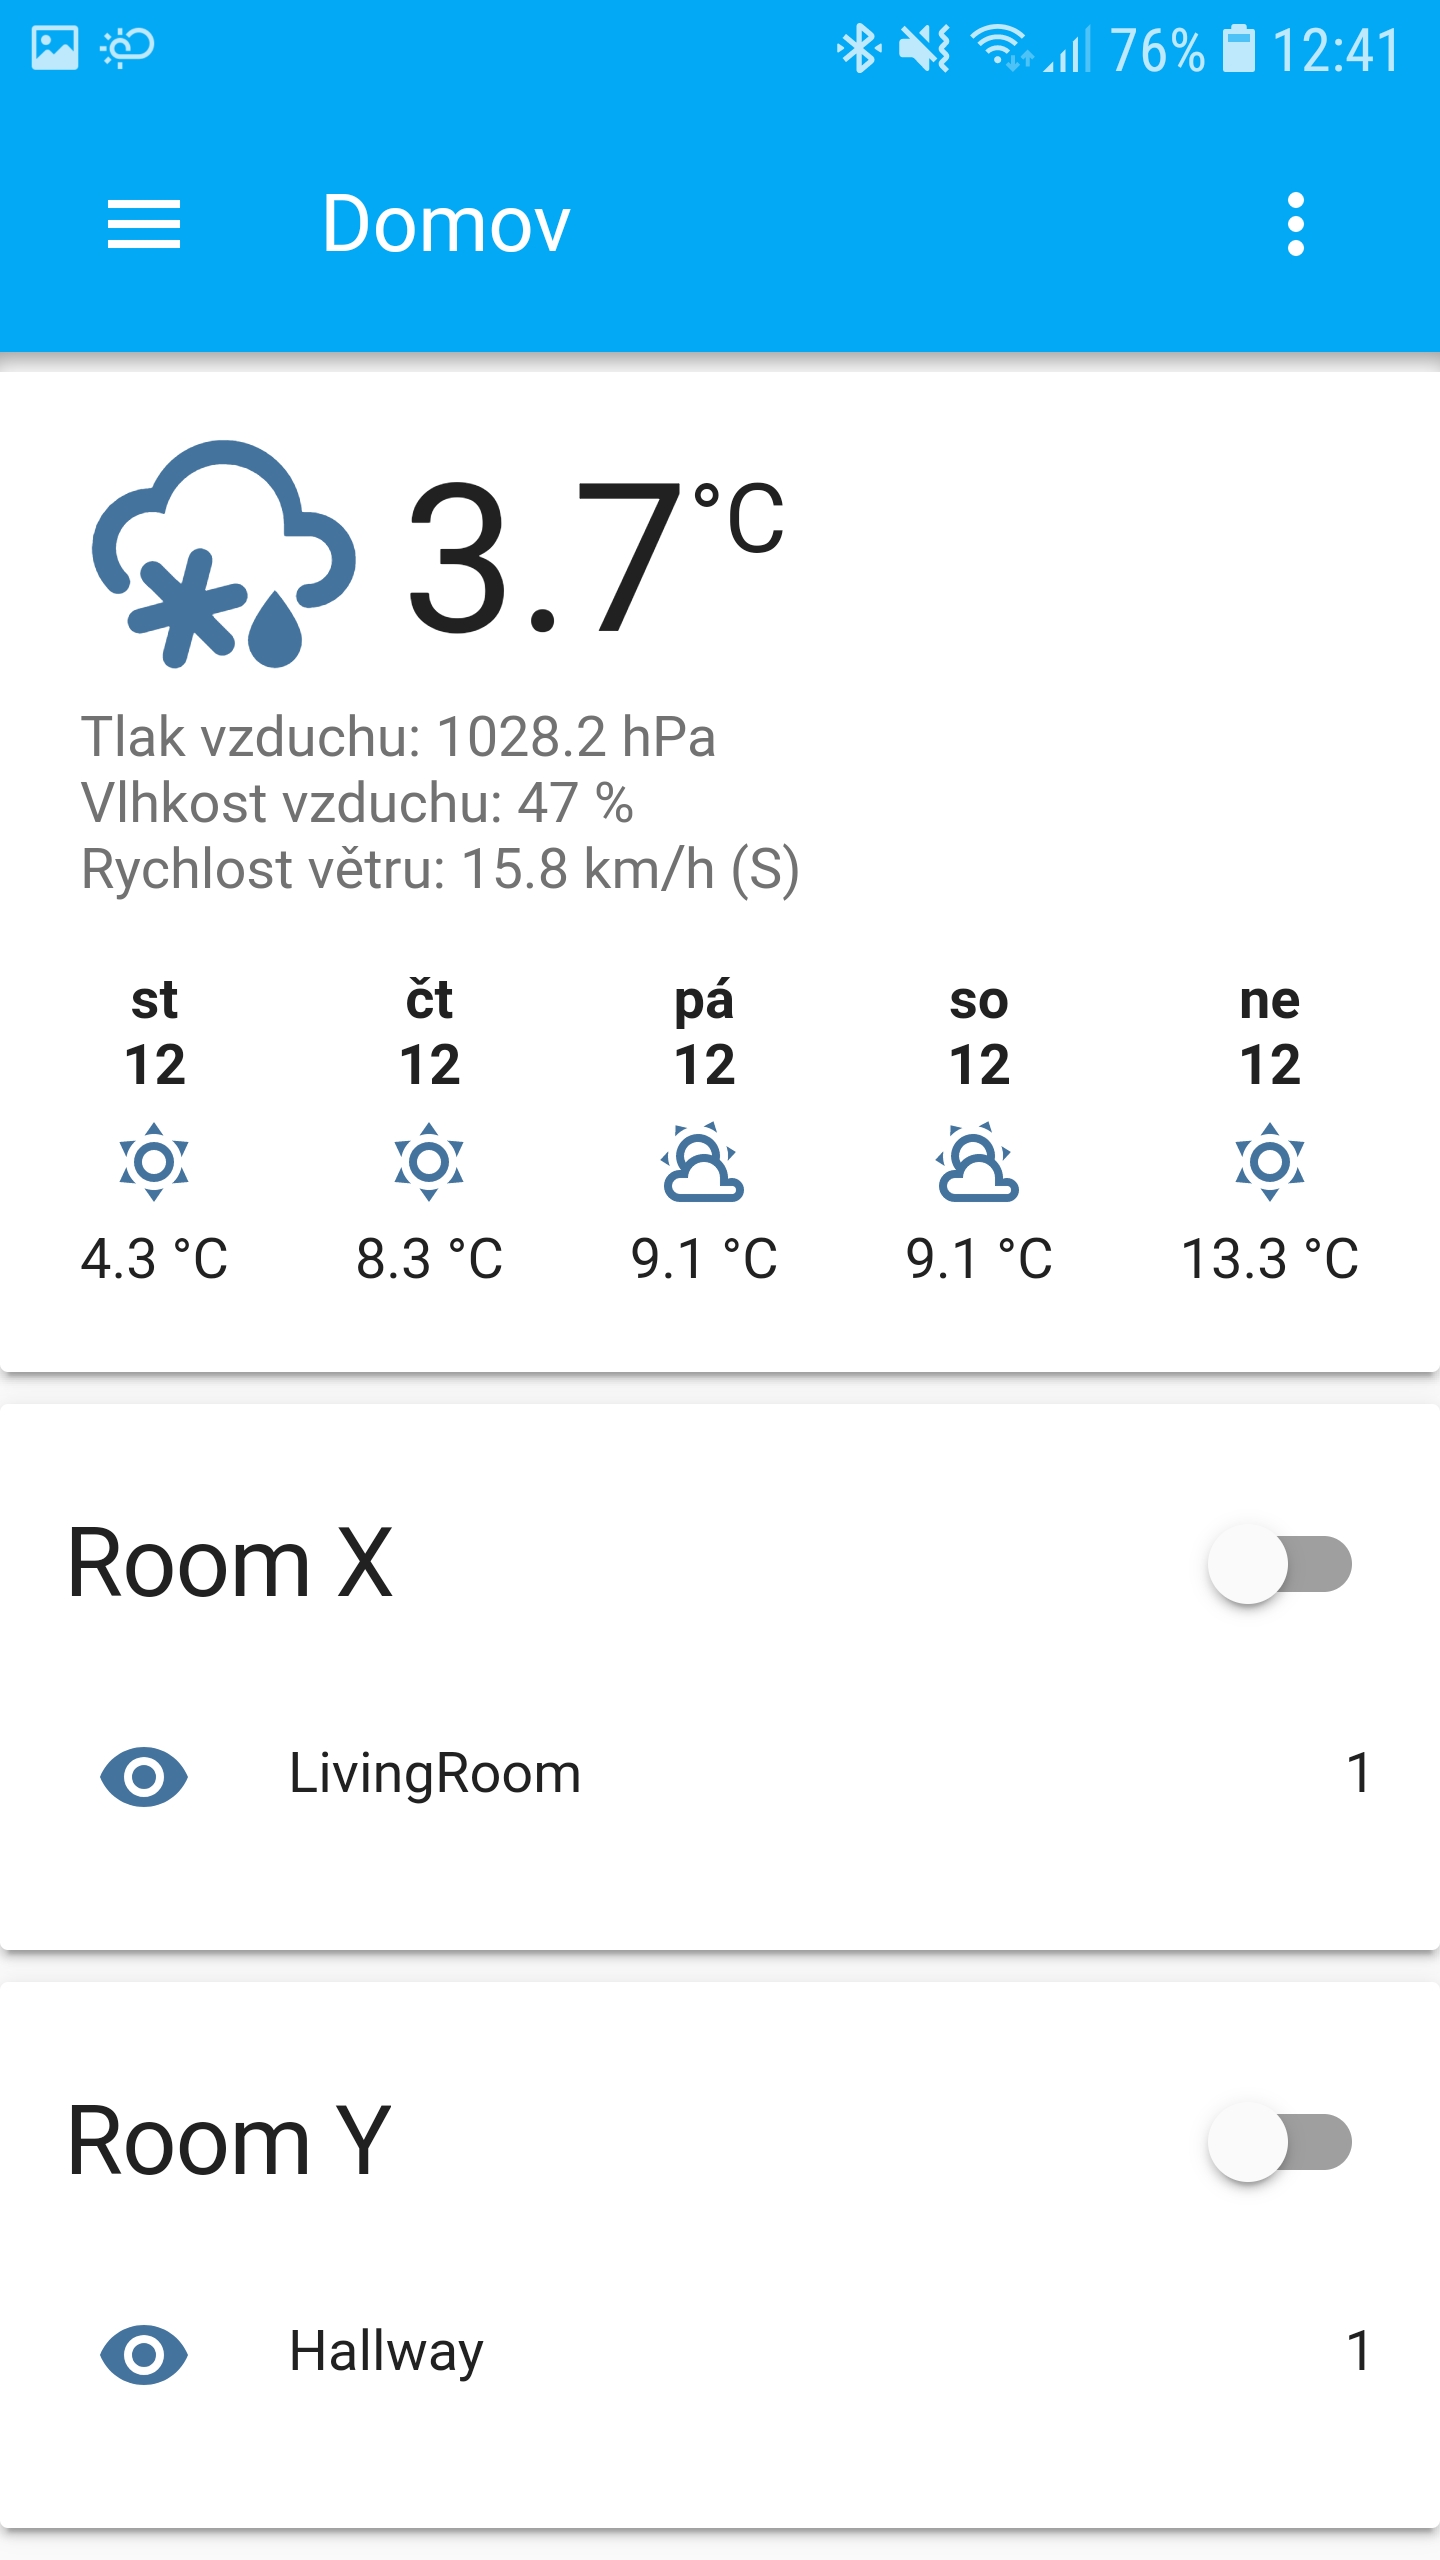 76% 12:41
Domov
3.7 °C
Tlak vzduchu: 1028.2 hPa
Vlhkost vzduchu: 47 %
Rychlost větru: 15.8 km/h (S)
st čt pá so ne
12 12 12 12 12
4.3 °C 8.3 °C 9.1 °C 9.1 °C 13.3 °C
Room X
LivingRoom 1
Room Y
Hallway 1